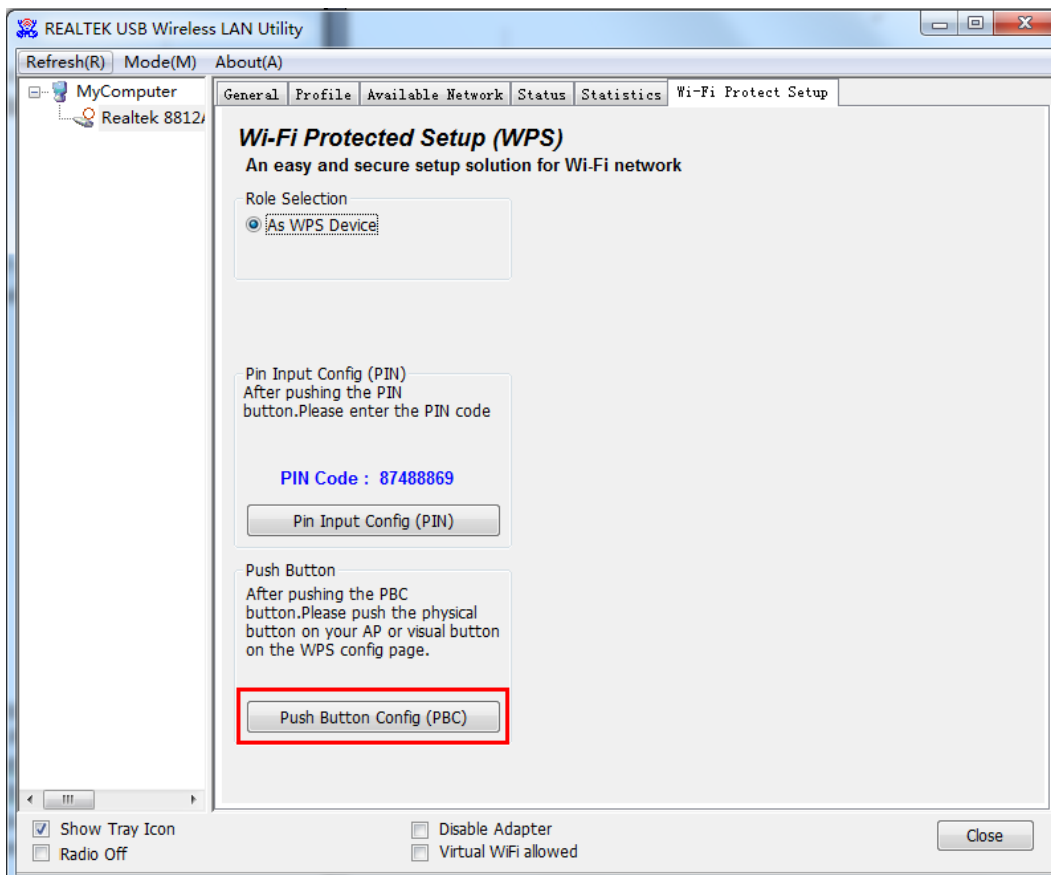 REALTEK USB Wireless LAN Utility
Refresh(R) Mode(M) About(A)
MyComputer
Realtek 8812A
General Profile Available Network Status Statistics Wi-Fi Protect Setup
Wi-Fi Protected Setup (WPS)
An easy and secure setup solution for Wi-Fi network
Role Selection
As WPS Device
Pin Input Config (PIN)
After pushing the PIN
button.Please enter the PIN code
PIN Code : 87488869
Pin Input Config (PIN)
Push Button
After pushing the PBC
button.Please push the physical
button on your AP or visual button
on the WPS config page.
Push Button Config (PBC)
Show Tray Icon
Radio Off
Disable Adapter
Virtual WiFi allowed
Close